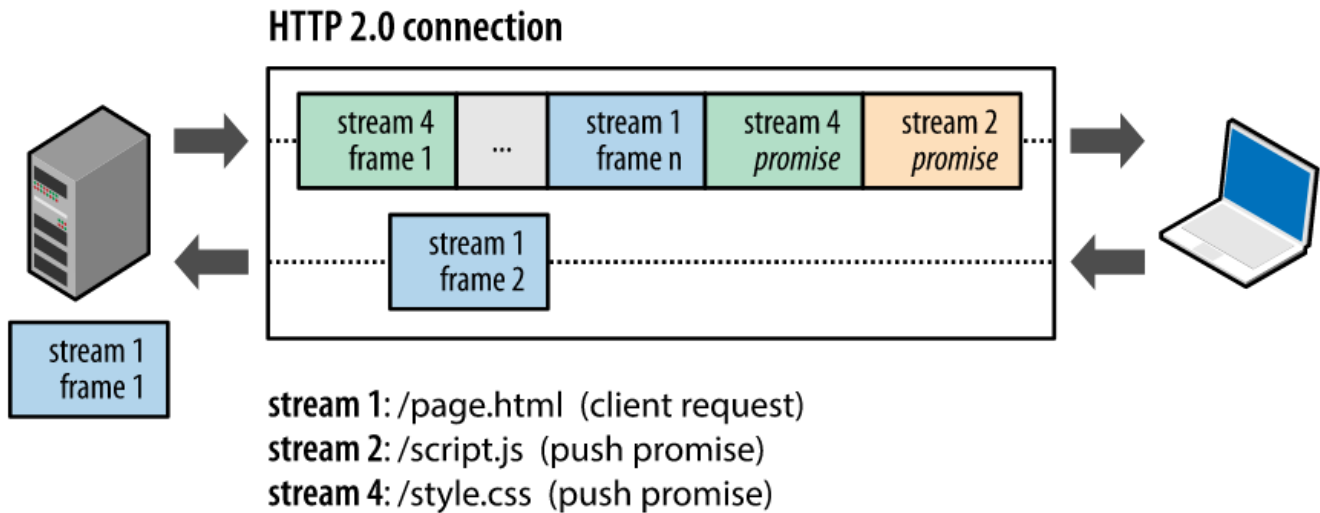 HTTP 2.0 connection
stream 4
frame 1
...
stream 1
frame n
stream 4
promise
stream 2
promise
stream 1
frame 2
stream 1
frame 1
stream 1: /page.html (client request)
stream 2: /script.js (push promise)
stream 4: /style.css (push promise)